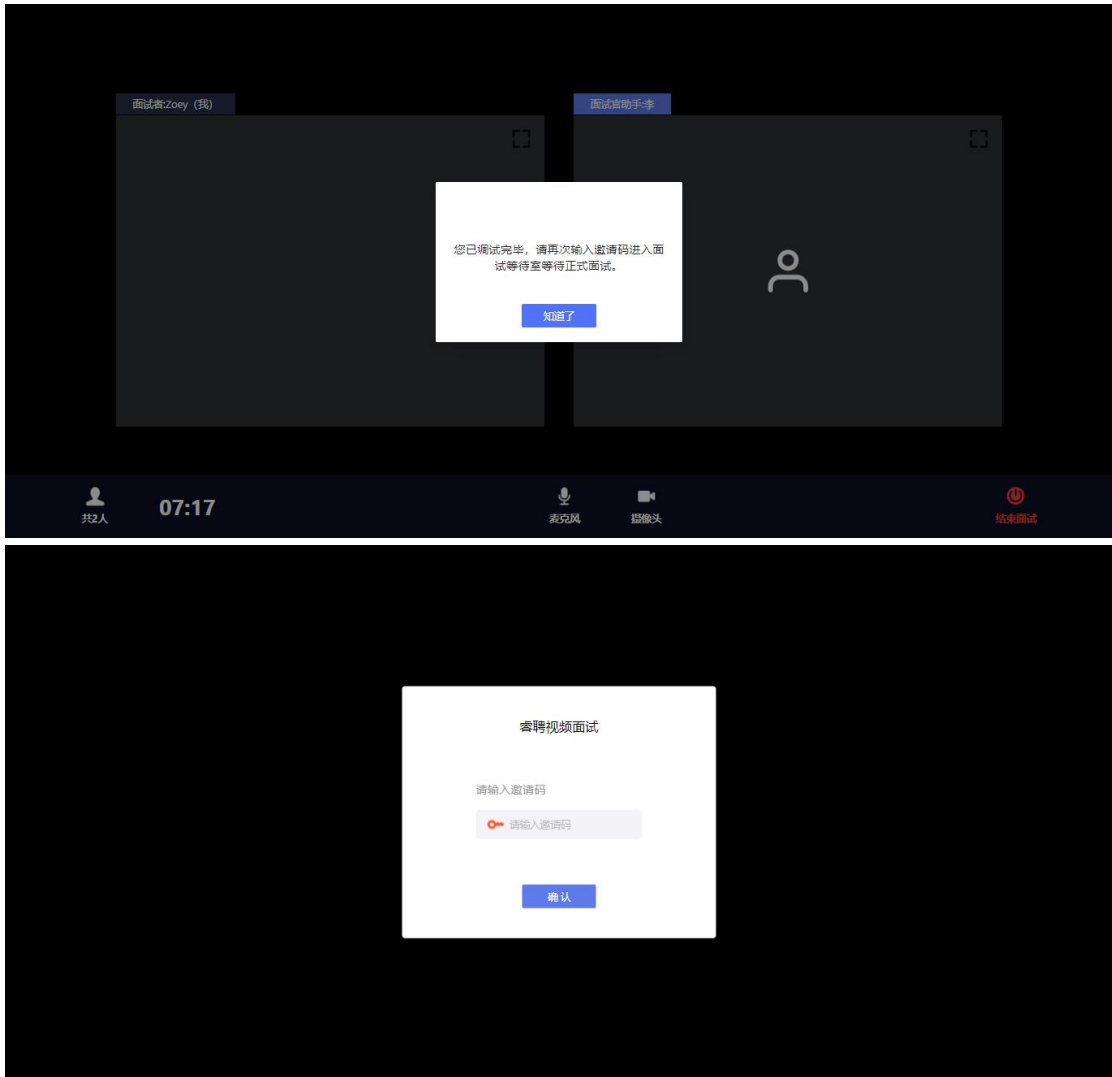 面试者:Zoey（我）
面试官助手:李
您已调试完毕，请再次输入邀请码进入面
试等待室等待正式面试。
知道了
共2人
07:17
麦克风
摄像头
结束面试
睿聘视频面试
请输入邀请码
请输入邀请码
确认